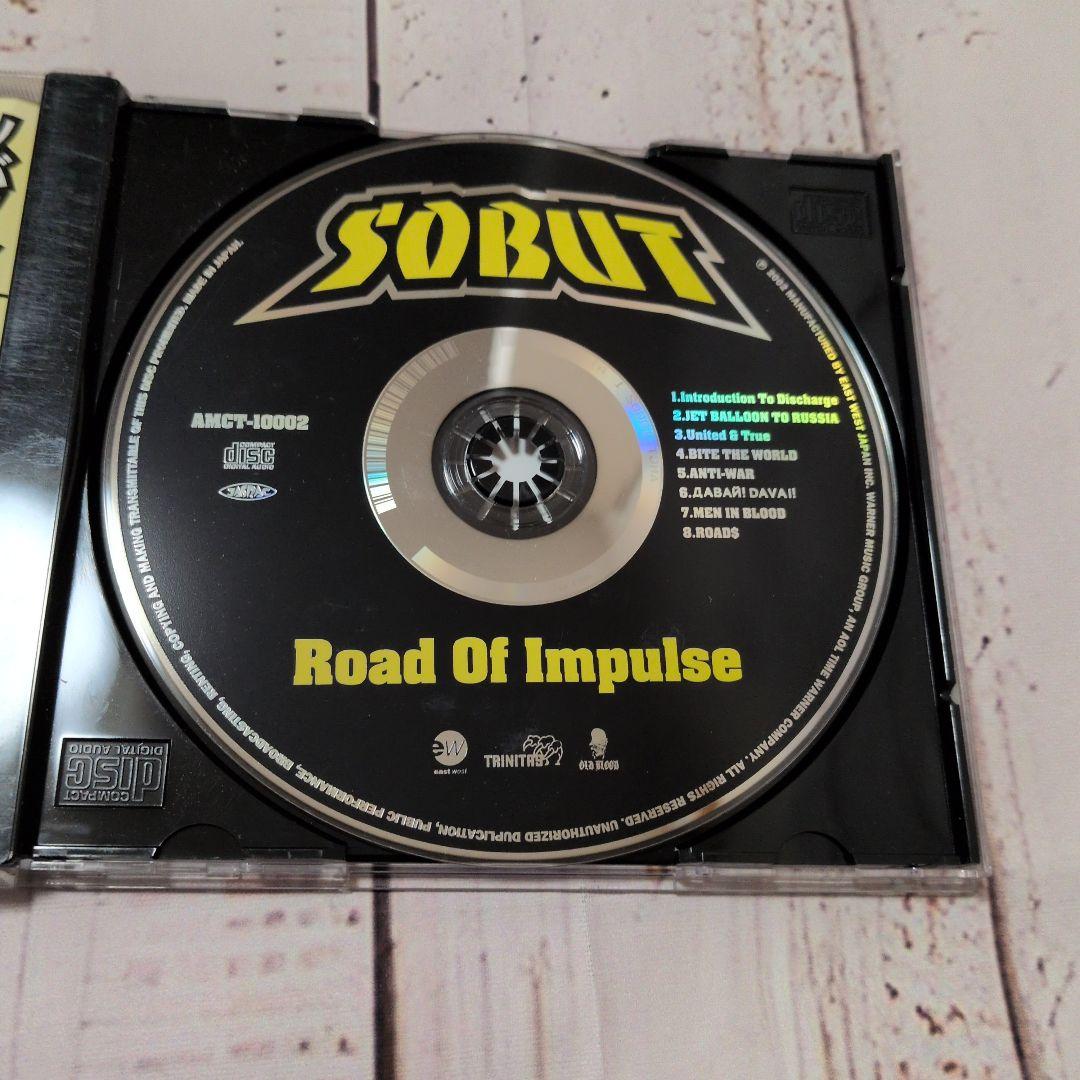 SOBUT
AMCT-10002
COMPACT
disc
DIGITAL AUDIO
JASRAC
1.Introduction To Discharge
2.JET BALLOON TO RUSSIA
3.United & True
4.BITE THE WORLD
5.ANTI-WAR
6.ДАВАЙ! DAVAI!
7.MEN IN BLOOD
8.ROAD$
Road Of Impulse
ew
east west
TRINITAS
OLD BLOOD
℗ 2002 MANUFACTURED BY EAST WEST JAPAN INC. WARNER MUSIC GROUP, AN AOL TIME WARNER COMPANY. ALL RIGHTS RESERVED. UNAUTHORIZED DUPLICATION, PUBLIC PERFORMANCE, BROADCASTING, RENTING, COPYING AND MAKING TRANSMITTABLE OF THIS DISC PROHIBITED. MADE IN JAPAN.
COMPACT
disc
DIGITAL AUDIO